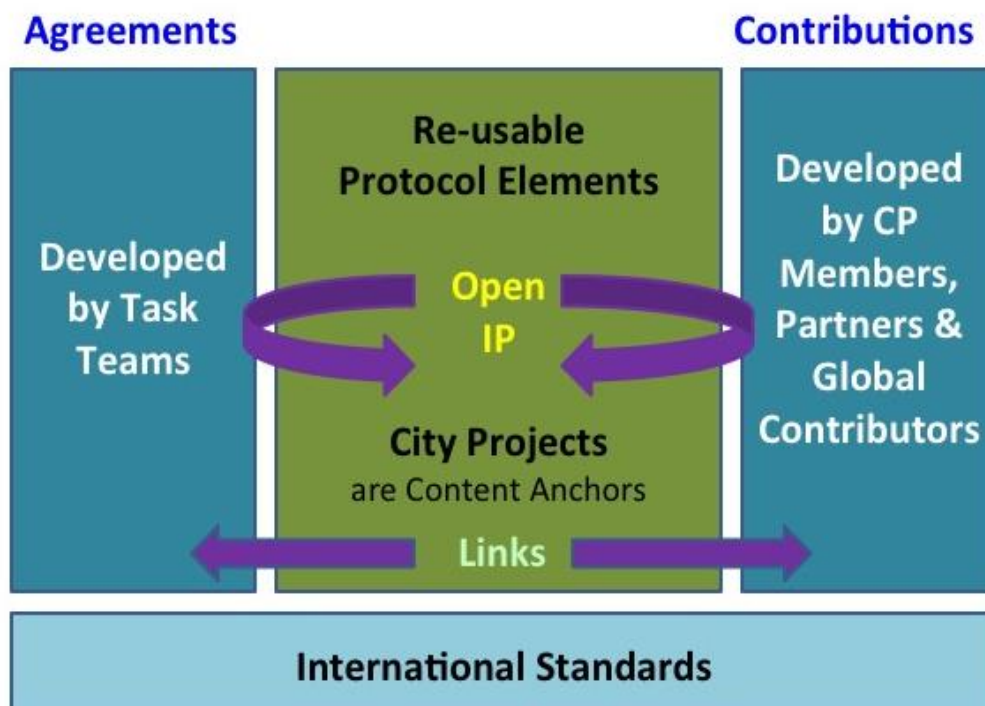 Agreements
Contributions
Developed
by Task
Teams
Re-usable
Protocol Elements
Open
IP
City Projects
are Content Anchors
Links
Developed
by CP
Members,
Partners &
Global
Contributors
International Standards